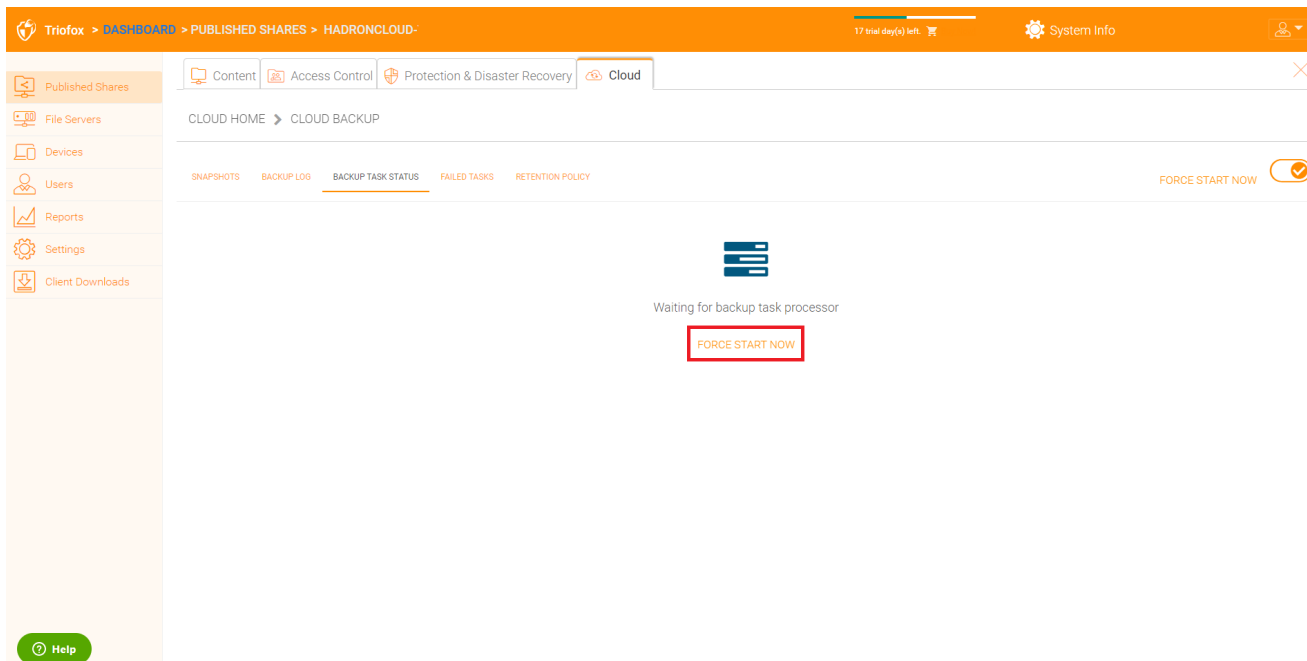 Triofox > DASHBOARD > PUBLISHED SHARES > HADRONCLOUD-
17 trial day(s) left.
System Info
Published Shares
File Servers
Devices
Users
Reports
Settings
Client Downloads
Content
Access Control
Protection & Disaster Recovery
Cloud
CLOUD HOME > CLOUD BACKUP
SNAPSHOTS BACKUP LOG BACKUP TASK STATUS FAILED TASKS RETENTION POLICY
FORCE START NOW
Waiting for backup task processor
FORCE START NOW
Help